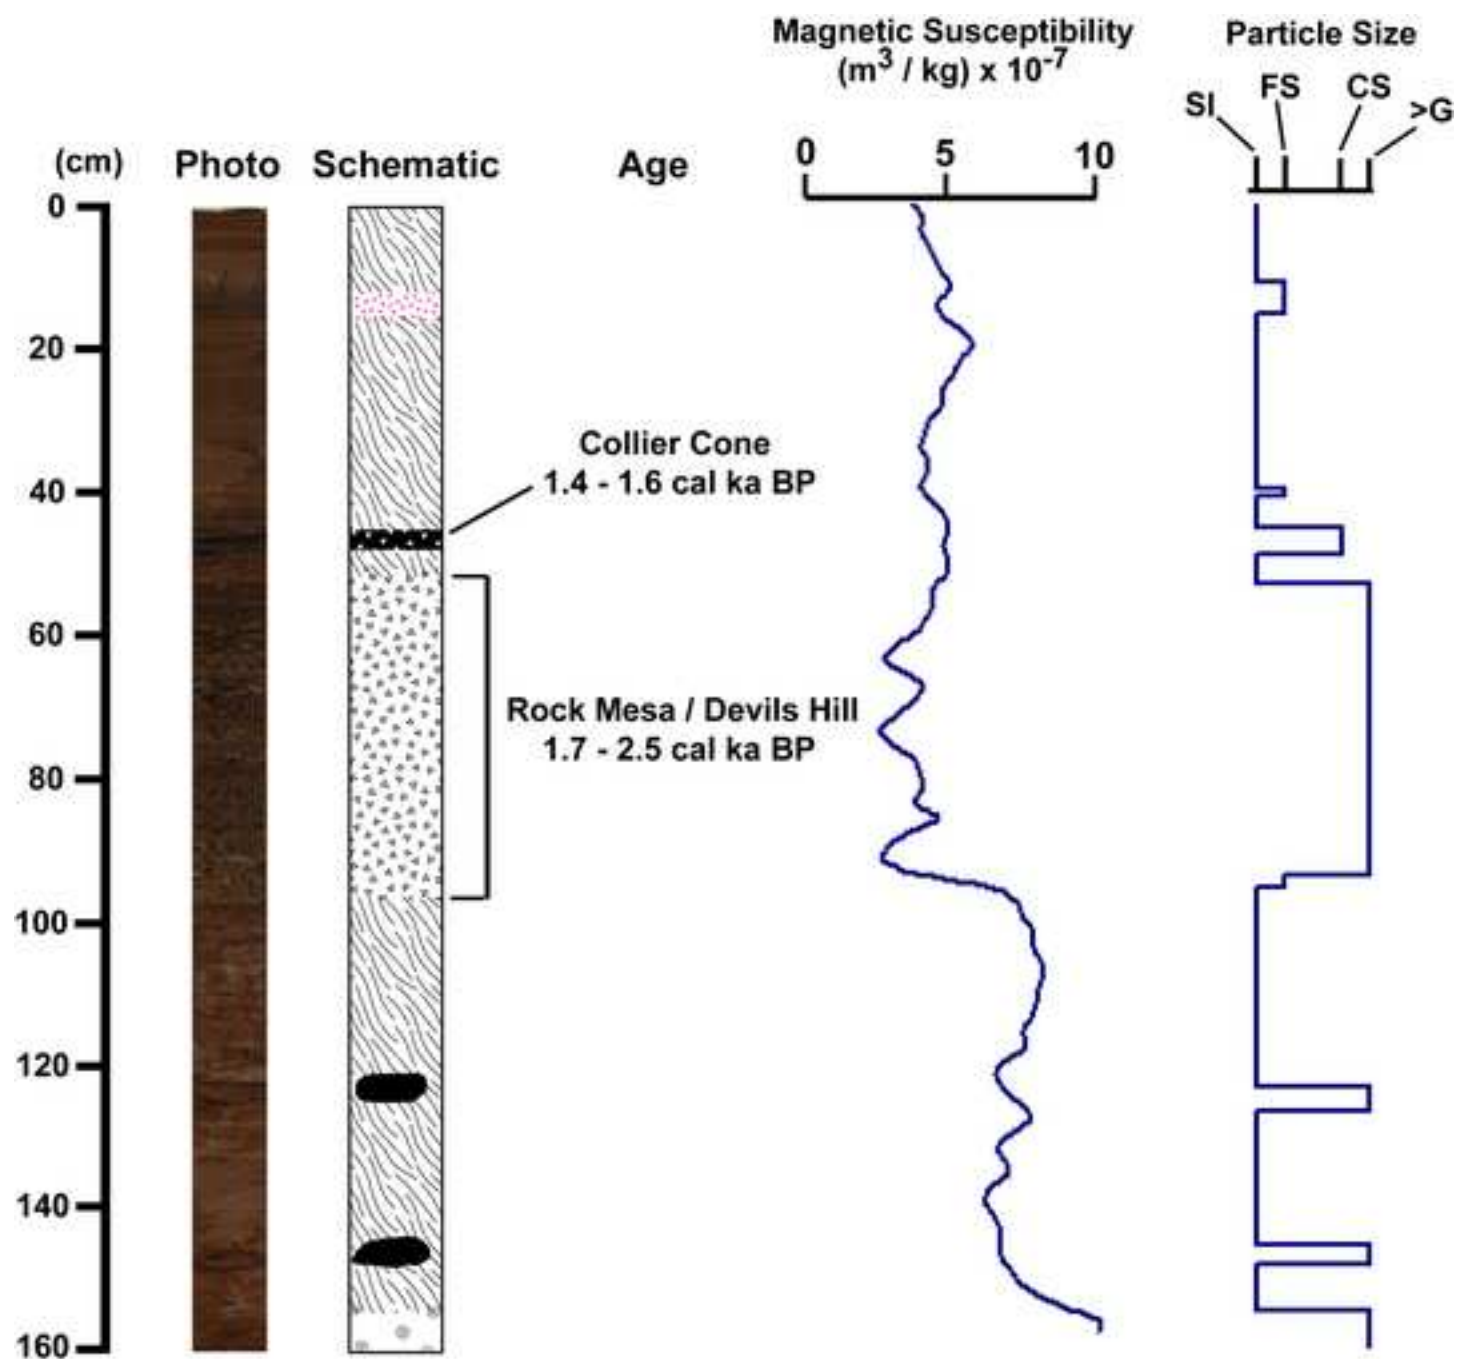 Magnetic Susceptibility
(m³ / kg) x 10⁻⁷
Particle Size
SI FS CS >G
(cm) Photo Schematic Age
0 5 10
0
20
40
60
80
100
120
140
160
Collier Cone
1.4 - 1.6 cal ka BP
Rock Mesa / Devils Hill
1.7 - 2.5 cal ka BP